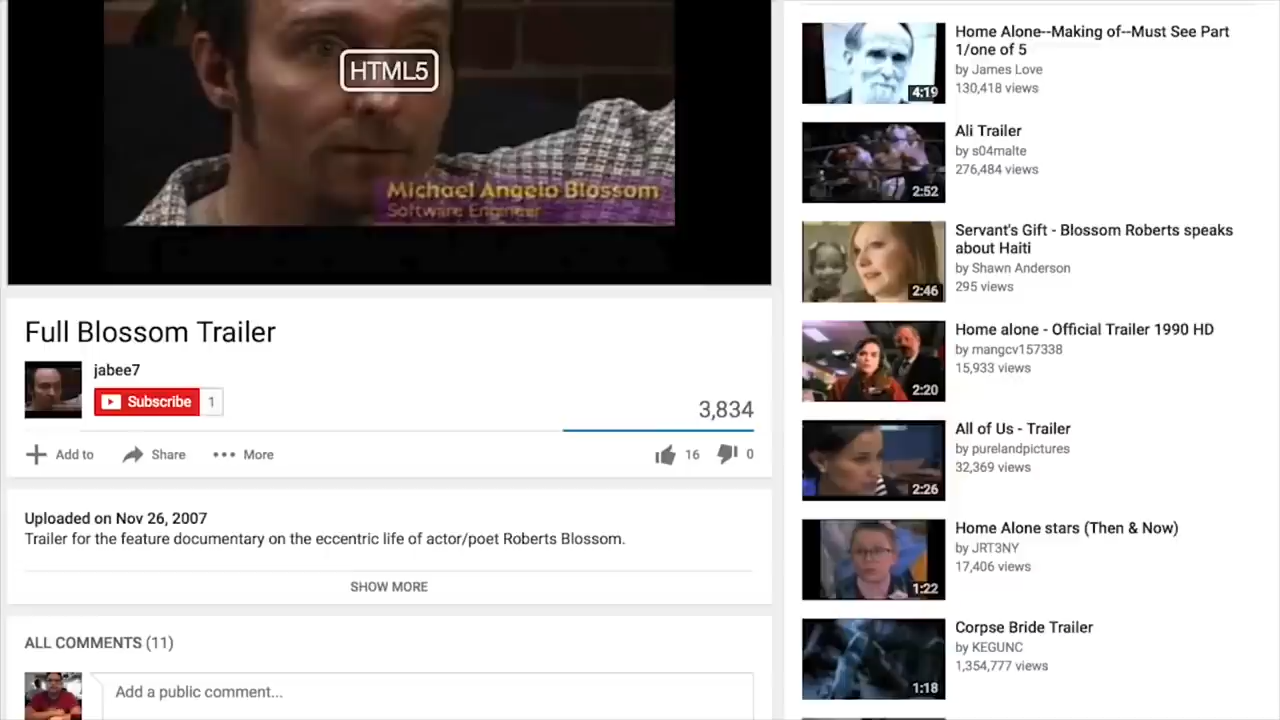 HTML5
Michael Angelo Blossom
Software Engineer
Full Blossom Trailer
jabee7
Subscribe 1
3,834
Add to Share More 16 0
Uploaded on Nov 26, 2007
Trailer for the feature documentary on the eccentric life of actor/poet Roberts Blossom.
SHOW MORE
ALL COMMENTS (11)
Add a public comment...
Home Alone--Making of--Must See Part
1/one of 5
by James Love
130,418 views
4:19
Ali Trailer
by s04malte
276,484 views
2:52
Servant's Gift - Blossom Roberts speaks
about Haiti
by Shawn Anderson
295 views
2:46
Home alone - Official Trailer 1990 HD
by mangcv157338
15,933 views
2:20
All of Us - Trailer
by purelandpictures
32,369 views
2:26
Home Alone stars (Then & Now)
by JRT3NY
17,406 views
1:22
Corpse Bride Trailer
by KEGUNC
1,354,777 views
1:18